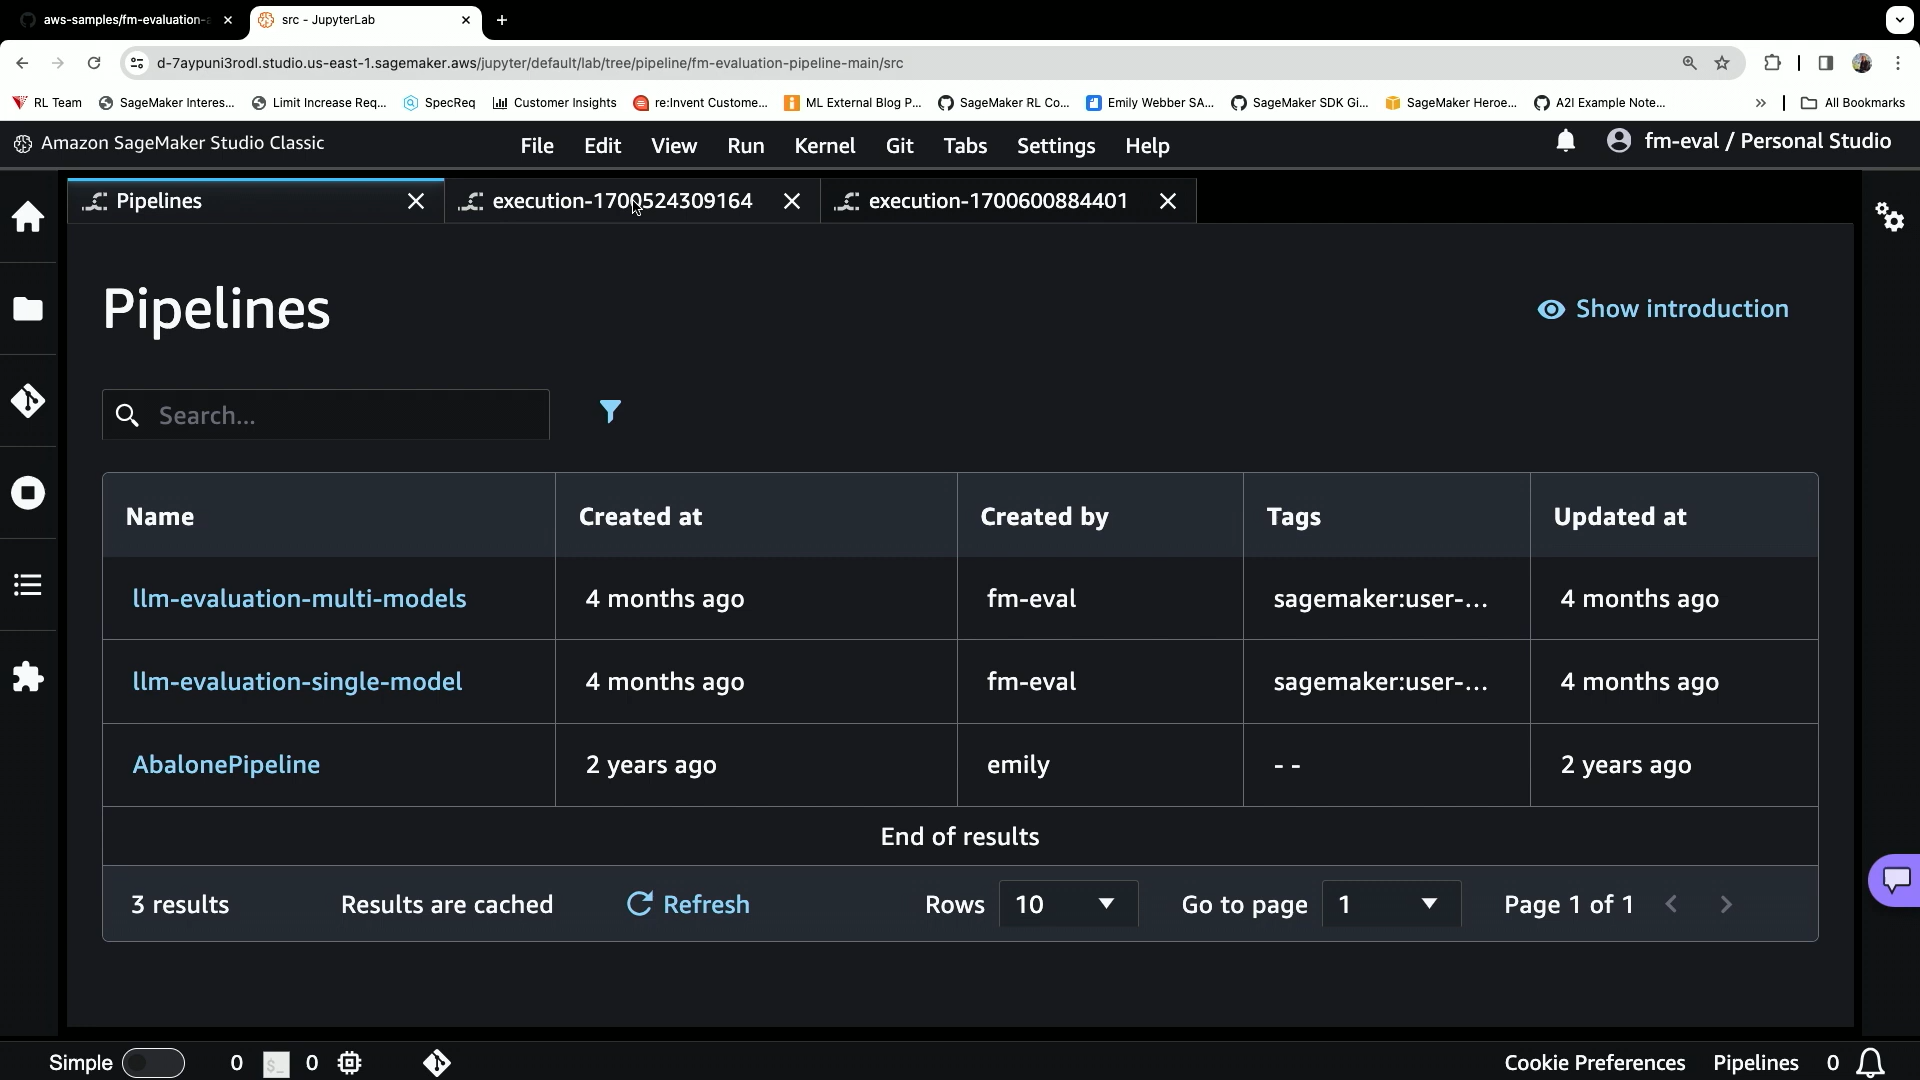 aws-samples/fm-evaluation-
src - JupyterLab
d-7aypuni3rodl.studio.us-east-1.sagemaker.aws/jupyter/default/lab/tree/pipeline/fm-evaluation-pipeline-main/src
RL Team SageMaker Interes... Limit Increase Req... SpecReq Customer Insights re:Invent Custome... ML External Blog P... SageMaker RL Co... Emily Webber SA... SageMaker SDK Gi... SageMaker Heroe... A2I Example Note... » All Bookmarks
Amazon SageMaker Studio Classic File Edit View Run Kernel Git Tabs Settings Help fm-eval / Personal Studio
Pipelines execution-1700524309164 execution-1700600884401
Pipelines
Show introduction
Search...
Name Created at Created by Tags Updated at
llm-evaluation-multi-models 4 months ago fm-eval sagemaker:user-... 4 months ago
llm-evaluation-single-model 4 months ago fm-eval sagemaker:user-... 4 months ago
AbalonePipeline 2 years ago emily -- 2 years ago
End of results
3 results Results are cached Refresh Rows 10 Go to page 1 Page 1 of 1
Simple 0 $_ 0 Cookie Preferences Pipelines 0